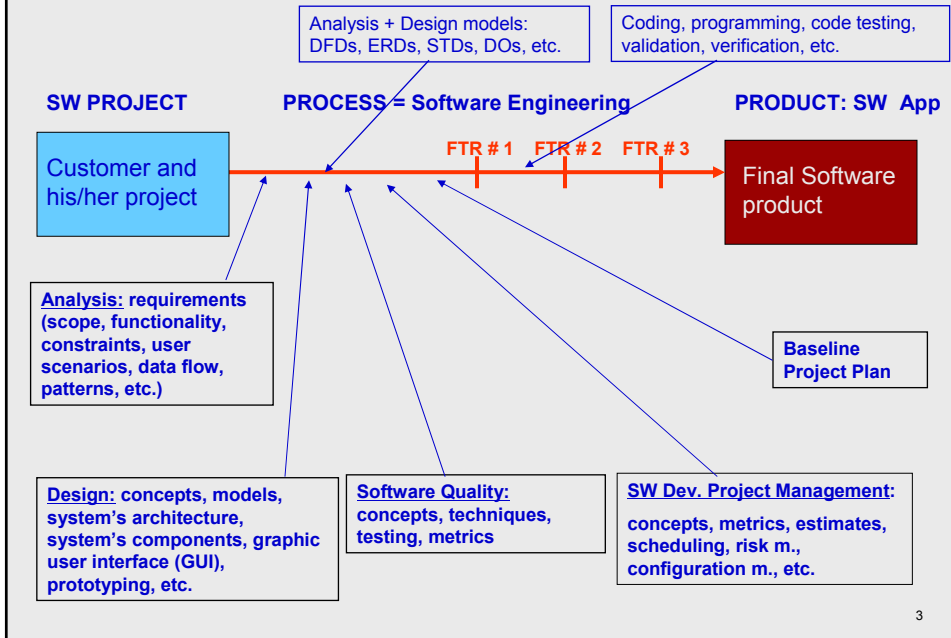 Analysis + Design models:
DFDs, ERDs, STDs, DOs, etc.
Coding, programming, code testing,
validation, verification, etc.
SW PROJECT
PROCESS = Software Engineering
PRODUCT: SW App
FTR # 1
FTR # 2
FTR # 3
Customer and
his/her project
Final Software
product
Analysis: requirements
(scope, functionality,
constraints, user
scenarios, data flow,
patterns, etc.)
Baseline
Project Plan
Design: concepts, models,
system's architecture,
system's components, graphic
user interface (GUI),
prototyping, etc.
Software Quality:
concepts, techniques,
testing, metrics
SW Dev. Project Management:
concepts, metrics, estimates,
scheduling, risk m.,
configuration m., etc.
3